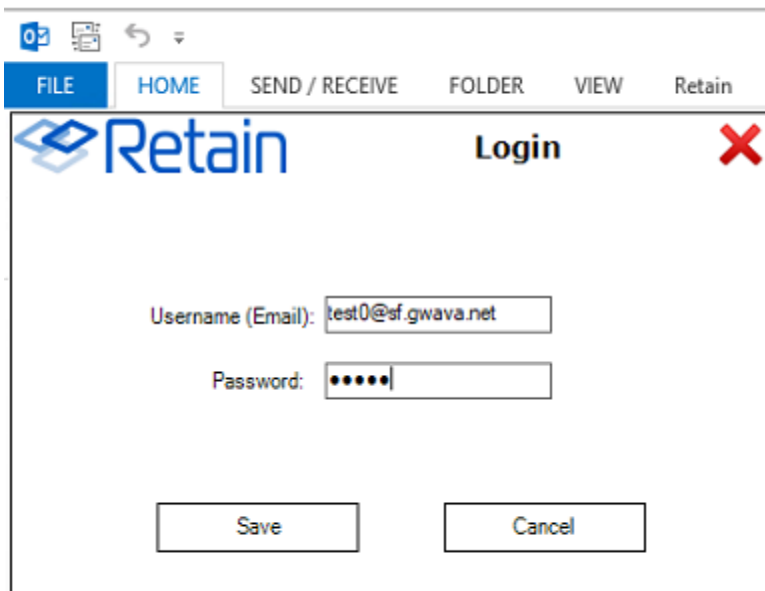 FILE HOME SEND / RECEIVE FOLDER VIEW Retain
Retain Login
Username (Email): test0@sf.gwava.net
Password: •••••
Save Cancel